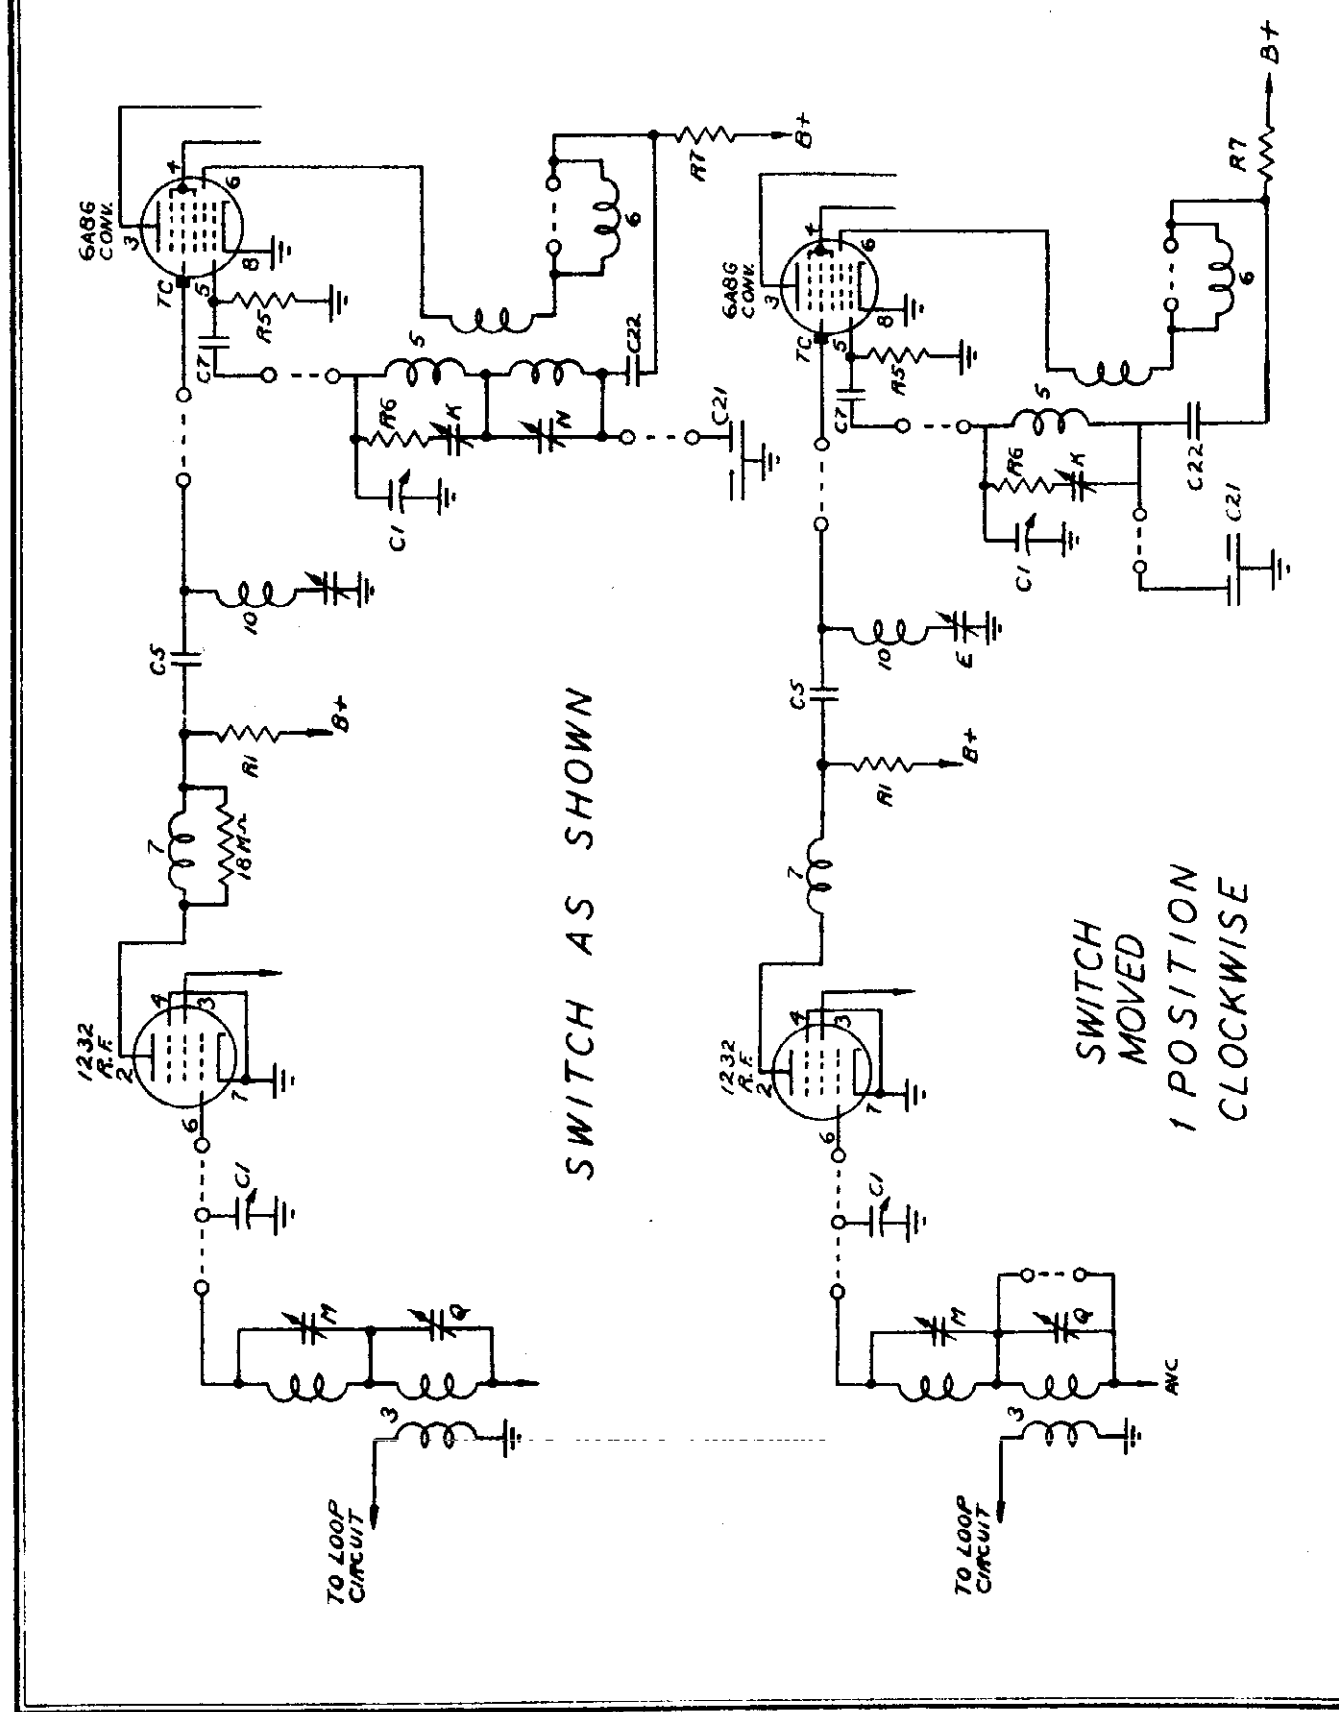 TO LOOP
CIRCUIT
3
M
Q
C1
6
7
1232
R.F.
2
4
3
7
18MΩ
R1
B+
C5
10
6A8G
CONV.
3
TC
4
5
6
8
C7
R5
5
R6
K
N
C1
C21
C22
6
R7
B+
SWITCH AS SHOWN
TO LOOP
CIRCUIT
3
M
Q
AVC
C1
6
7
1232
R.F.
2
4
3
7
R1
B+
C5
10
E
6A8G
CONV.
3
TC
4
5
6
8
C7
R5
5
R6
K
C1
C21
C22
6
R7
B+
SWITCH
MOVED
1 POSITION
CLOCKWISE